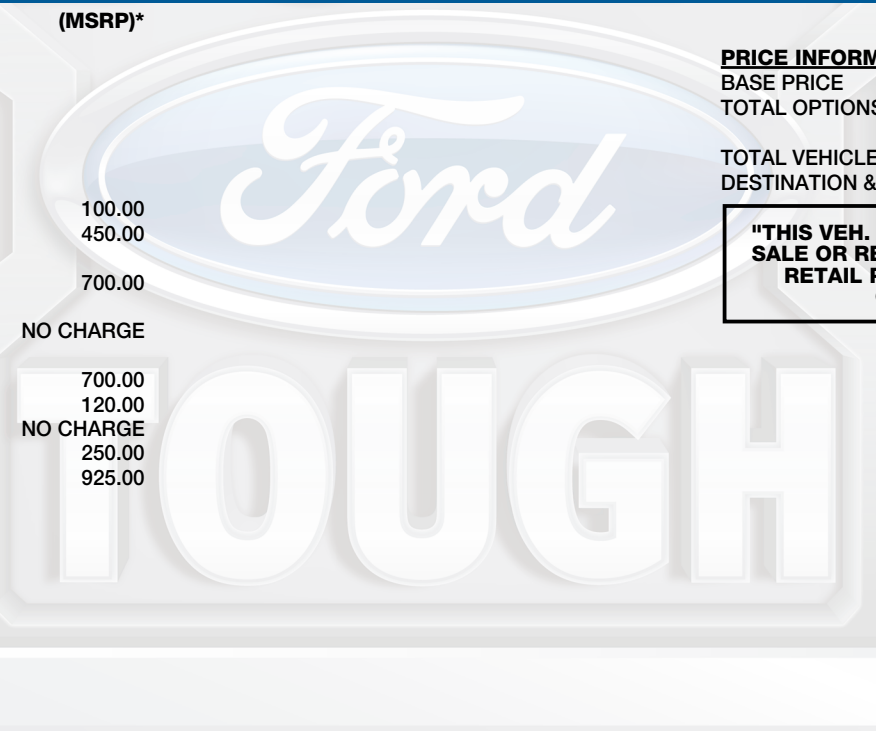 (MSRP)*
100.00
450.00
700.00
NO CHARGE
700.00
120.00
NO CHARGE
250.00
925.00
PRICE INFORM
BASE PRICE
TOTAL OPTIONS
TOTAL VEHICLE
DESTINATION &
"THIS VEH.
SALE OR RE
RETAIL
Ford
TOUGH